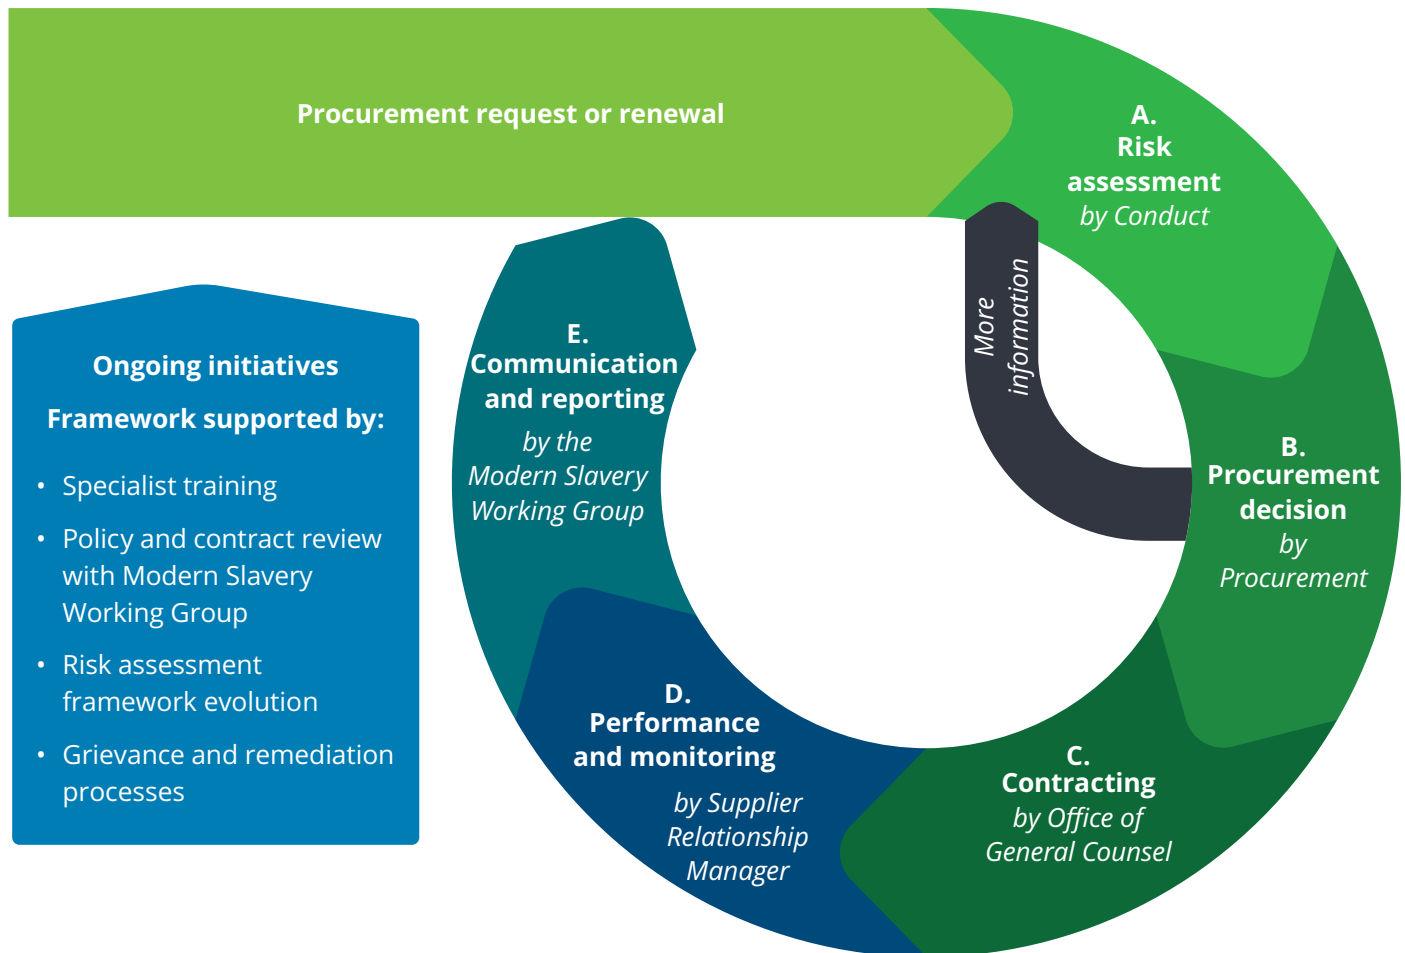 Procurement request or renewal
A.
Risk
assessment
by Conduct
More
information
B.
Procurement
decision
by
Procurement
C.
Contracting
by Office of
General Counsel
D.
Performance
and monitoring
by Supplier
Relationship
Manager
E.
Communication
and reporting
by the
Modern Slavery
Working Group
Ongoing initiatives
Framework supported by:
• Specialist training
• Policy and contract review
with Modern Slavery
Working Group
• Risk assessment
framework evolution
• Grievance and remediation
processes